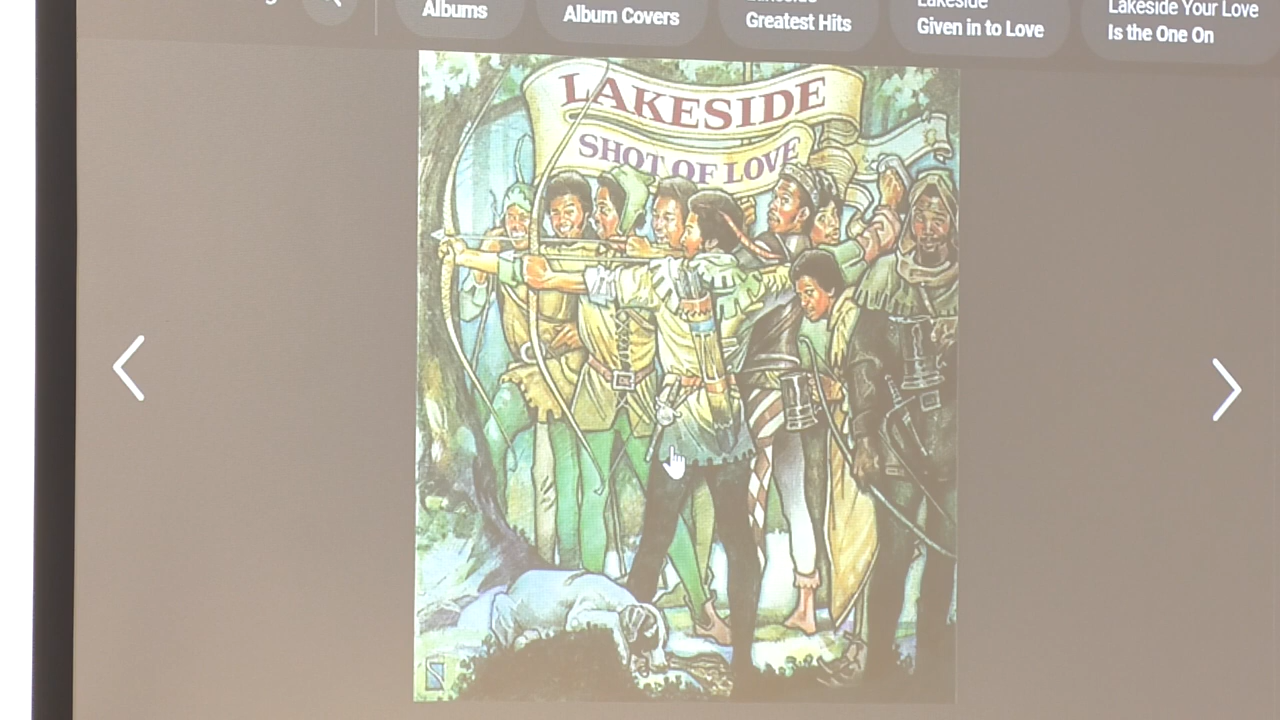 Albums
Album Covers
Greatest Hits
Lakeside
Given in to Love
Lakeside Your Love
Is the One On
LAKESIDE
SHOT OF LOVE